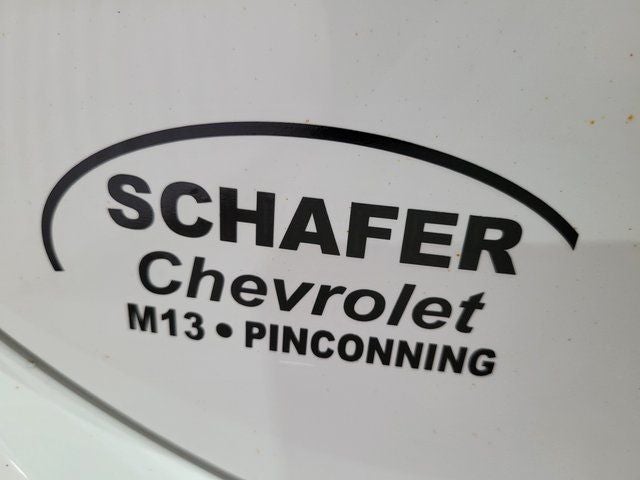 SCHAFER
Chevrolet
M13 • PINCONNING